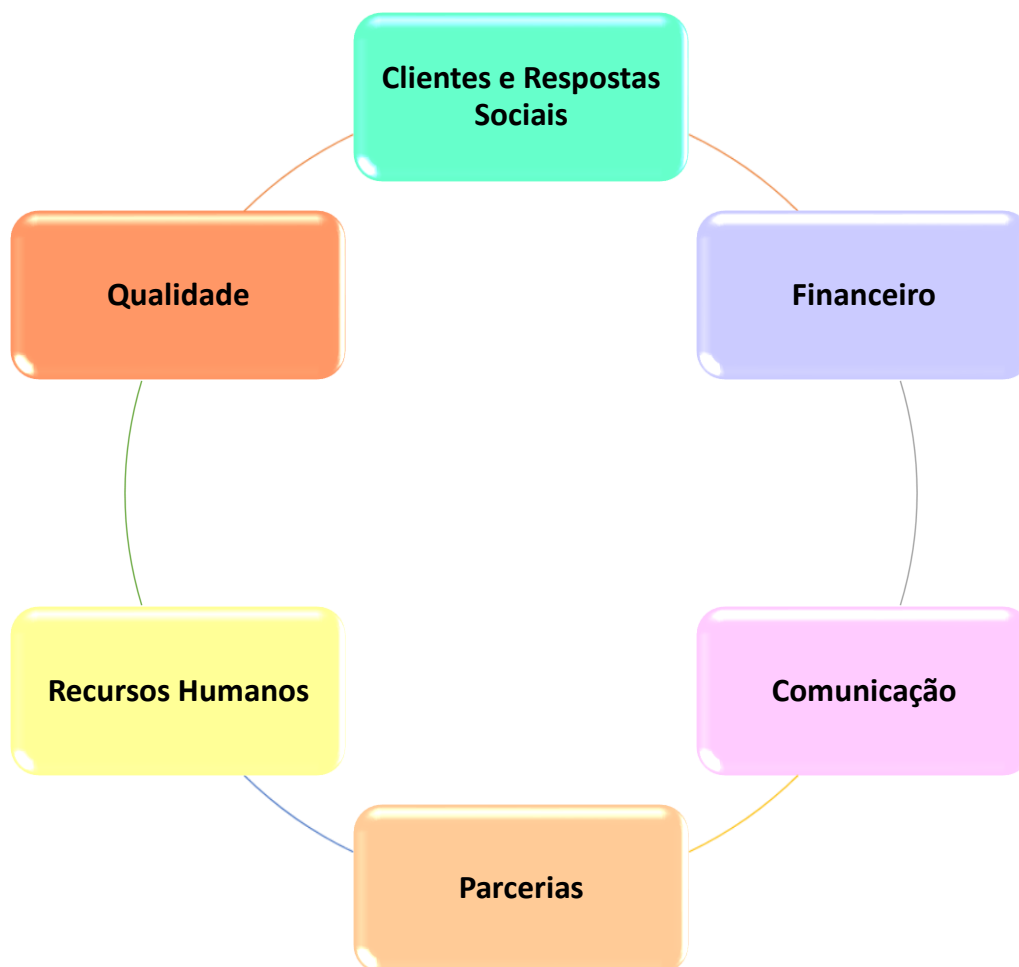 Clientes e Respostas
Sociais
Qualidade
Financeiro
Recursos Humanos
Comunicação
Parcerias